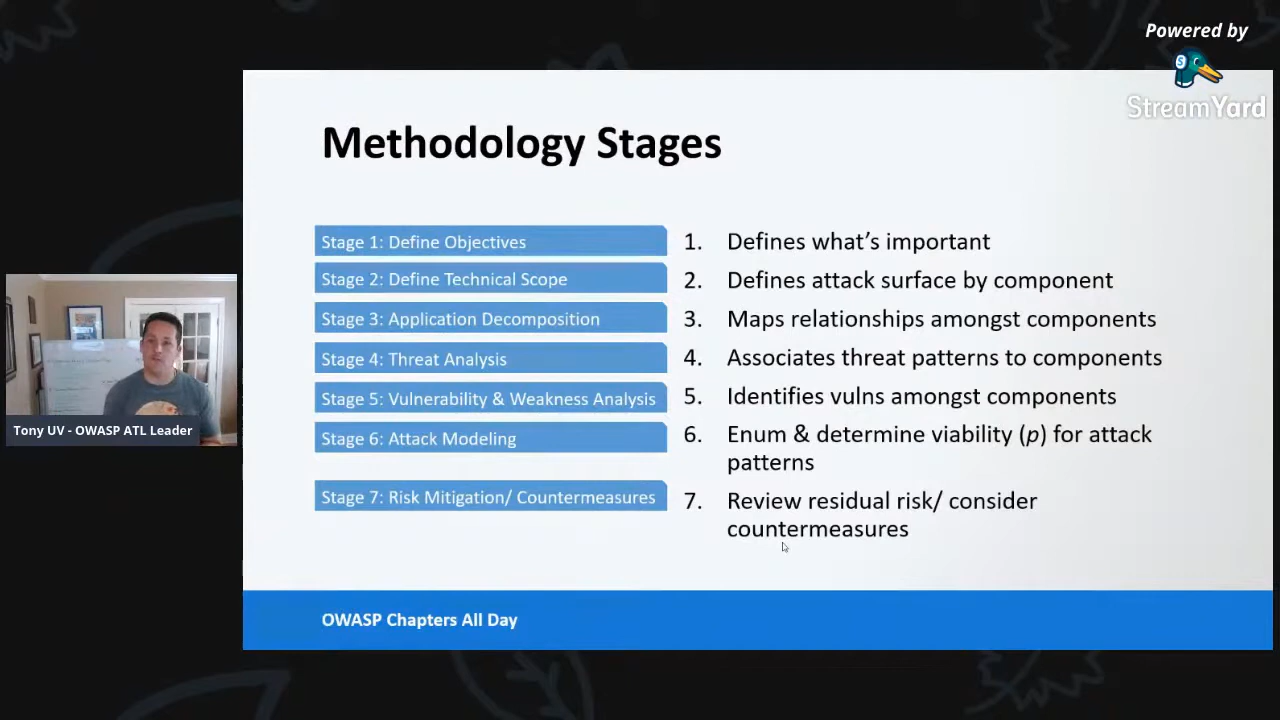 Powered by
StreamYard
Methodology Stages
Stage 1: Define Objectives
1. Defines what's important
Stage 2: Define Technical Scope
2. Defines attack surface by component
Stage 3: Application Decomposition
3. Maps relationships amongst components
Stage 4: Threat Analysis
4. Associates threat patterns to components
Stage 5: Vulnerability & Weakness Analysis
5. Identifies vulns amongst components
Stage 6: Attack Modeling
6. Enum & determine viability (p) for attack
patterns
Stage 7: Risk Mitigation/ Countermeasures
7. Review residual risk/ consider
countermeasures
Tony UV - OWASP ATL Leader
OWASP Chapters All Day